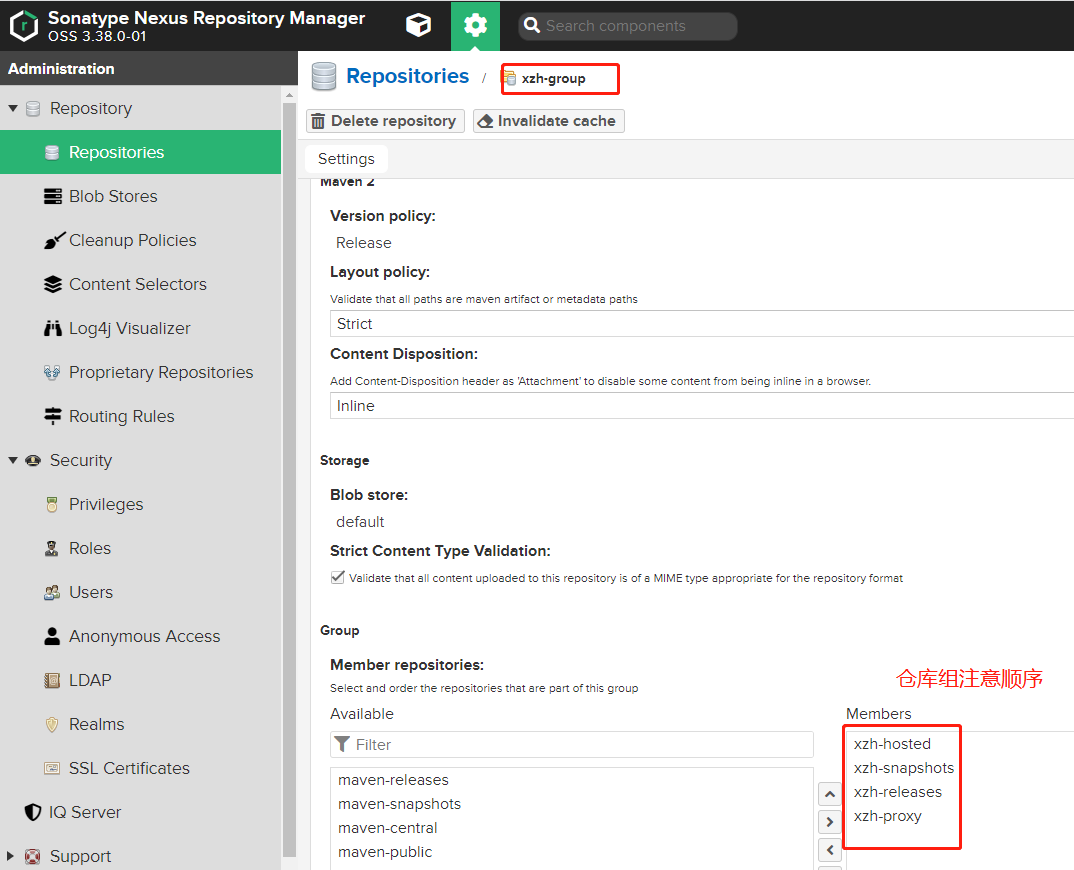 Sonatype Nexus Repository Manager
OSS 3.38.0-01
Search components
Administration
Repository
Repositories
Blob Stores
Cleanup Policies
Content Selectors
Log4j Visualizer
Proprietary Repositories
Routing Rules
Security
Privileges
Roles
Users
Anonymous Access
LDAP
Realms
SSL Certificates
IQ Server
Support
Repositories / xzh-group
Delete repository
Invalidate cache
Settings
Maven 2
Version policy:
Release
Layout policy:
Validate that all paths are maven artifact or metadata paths
Strict
Content Disposition:
Add Content-Disposition header as 'Attachment' to disable some content from being inline in a browser.
Inline
Storage
Blob store:
default
Strict Content Type Validation:
Validate that all content uploaded to this repository is of a MIME type appropriate for the repository format
Group
Member repositories:
Select and order the repositories that are part of this group
Available
Filter
maven-releases
maven-snapshots
maven-central
maven-public
仓库组注意顺序
Members
xzh-hosted
xzh-snapshots
xzh-releases
xzh-proxy